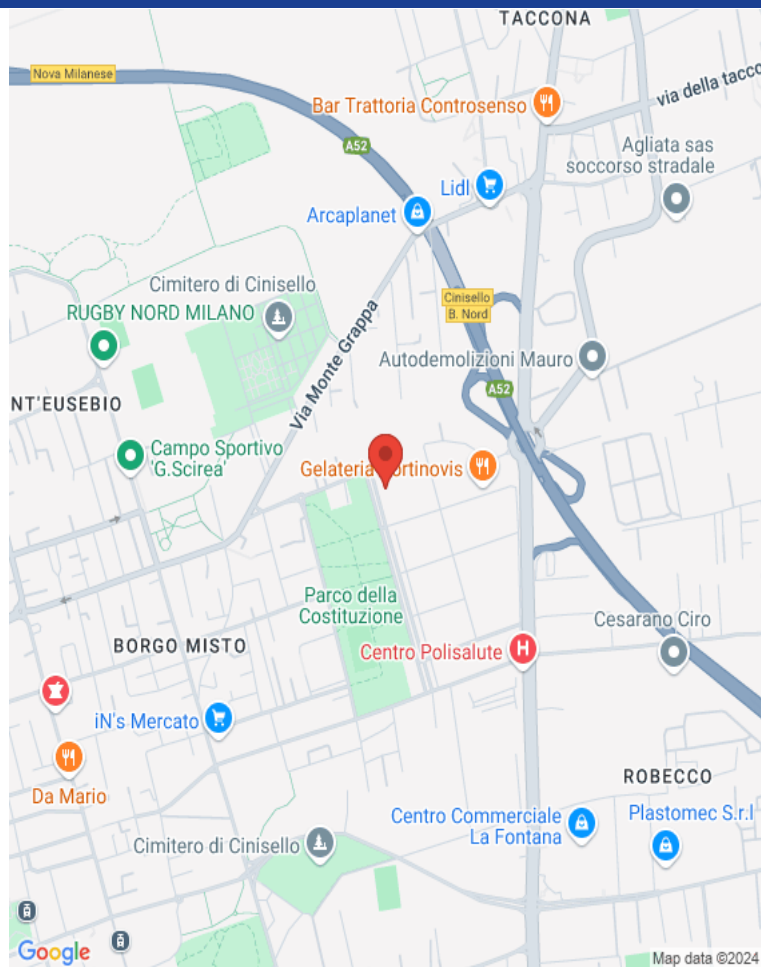 TACCONA
Nova Milanese
via della tacco
Bar Trattoria Controsenso
A52
Agliata sas
soccorso stradale
Lidl
Arcaplanet
Cimitero di Cinisello
Cinisello
B. Nord
RUGBY NORD MILANO
Via Monte Grappa
Autodemolizioni Mauro
A52
NT'EUSEBIO
Campo Sportivo
'G.Scirea'
Gelateria rtinovis
Parco della
Costituzione
Cesarano Ciro
BORGO MISTO
Centro Polisalute
H
iN's Mercato
ROBECCO
Da Mario
Centro Commerciale
La Fontana
Plastomec S.r.l
Cimitero di Cinisello
Google
Map data ©2024